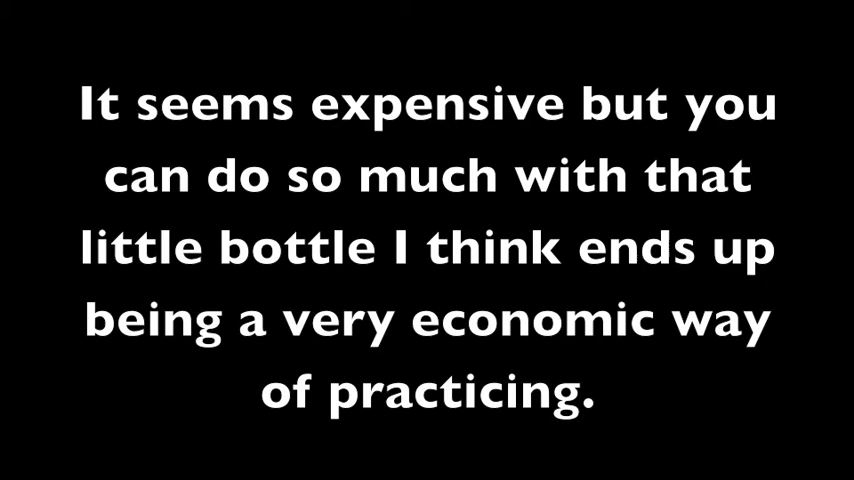 It seems expensive but you
can do so much with that
little bottle I think ends up
being a very economic way
of practicing.